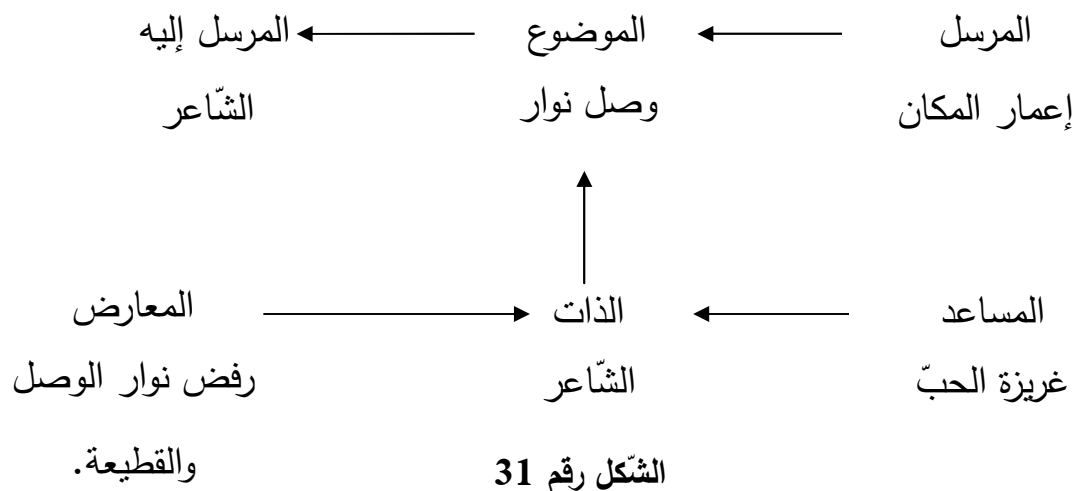 المرسل الموضوع المرسل إليه
إعمار المكان وصل نوار الشّاعر
المساعد الذات المعارض
غريزة الحبّ الشّاعر رفض نوار الوصل
الشّكل رقم 31 والقطيعة.